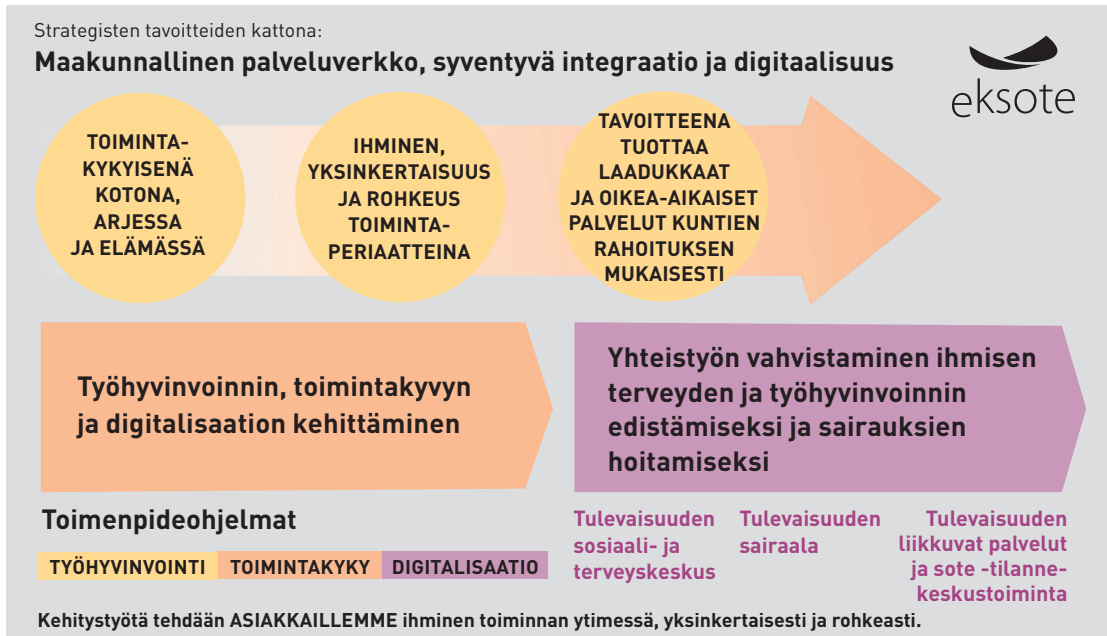 Strategisten tavoitteiden kattona:
Maakunnallinen palveluverkko, syventyvä integraatio ja digitaalisuus
eksote
TOIMINTA-
KYKYISENÄ
KOTONA,
ARJESSA
JA ELÄMÄSSÄ
IHMINEN,
YKSINKERTAISUUS
JA ROHKEUS
TOIMINTA-
PERIAATTEINA
TAVOITTEENA
TUOTTAA
LAADUKKAAT
JA OIKEA-AIKAISET
PALVELUT KUNTIEN
RAHOITUKSEN
MUKAISESTI
Työhyvinvoinnin, toimintakyvyn
ja digitalisaation kehittäminen
Yhteistyön vahvistaminen ihmisen
terveyden ja työhyvinvoinnin
edistämiseksi ja sairauksien
hoitamiseksi
Toimenpideohjelmat
TYÖHYVINVOINTI
TOIMINTAKYKY
DIGITALISAATIO
Tulevaisuuden
sosiaali- ja
terveyskeskus
Tulevaisuuden
sairaala
Tulevaisuuden
liikkuvat palvelut
ja sote -tilanne-
keskustoiminta
Kehitystyötä tehdään ASIAKKAILLEMME ihminen toiminnan ytimessä, yksinkertaisesti ja rohkeasti.